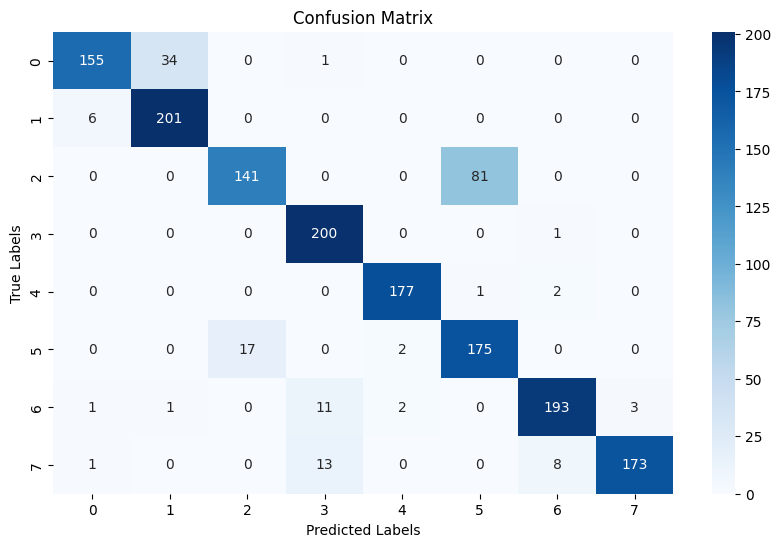 Confusion Matrix
True Labels
0 155 34 0 1 0 0 0 0
1 6 201 0 0 0 0 0 0
2 0 0 141 0 0 81 0 0
3 0 0 0 200 0 0 1 0
4 0 0 0 0 177 1 2 0
5 0 0 17 0 2 175 0 0
6 1 1 0 11 2 0 193 3
7 1 0 0 13 0 0 8 173
0 1 2 3 4 5 6 7
Predicted Labels
200
175
150
125
100
75
50
25
0